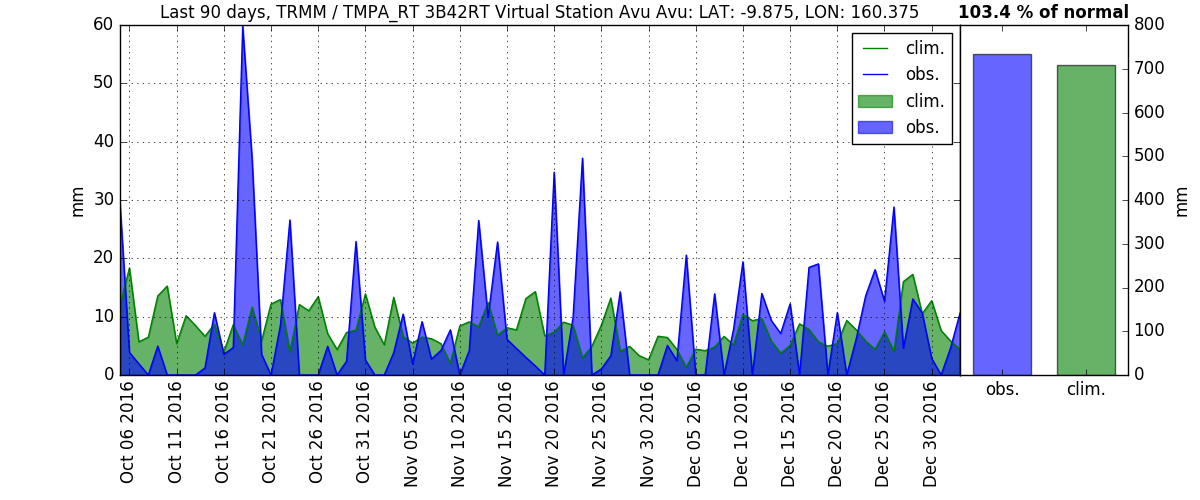 Last 90 days, TRMM / TMPA_RT 3B42RT Virtual Station Avu Avu: LAT: -9.875, LON: 160.375
103.4 % of normal
60
50
40
30
20
10
0
mm
clim.
obs.
clim.
obs.
800
700
600
500
400
300
200
100
0
mm
obs.
clim.
Oct 06 2016
Oct 11 2016
Oct 16 2016
Oct 21 2016
Oct 26 2016
Oct 31 2016
Nov 05 2016
Nov 10 2016
Nov 15 2016
Nov 20 2016
Nov 25 2016
Nov 30 2016
Dec 05 2016
Dec 10 2016
Dec 15 2016
Dec 20 2016
Dec 25 2016
Dec 30 2016